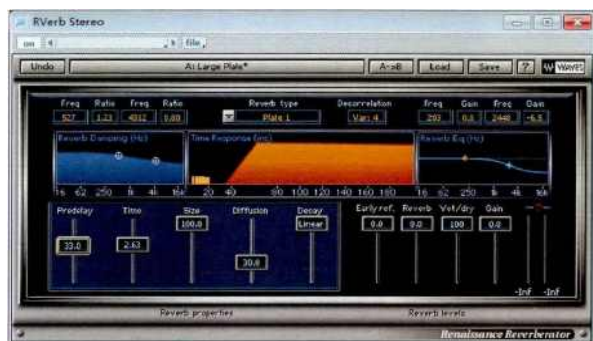 RVerb Stereo
on file
Undo A: Large Plate* A->B Load Save ? W WAVES
Freq Ratio Freq Ratio Reverb type Decorrelation Freq Gain Freq Gain
527 1.23 4312 0.80 Plate 1 Var: 4 203 0.8 2448 -6.5
Reverb Damping (Hz) Time Response (ms) Reverb Eq (Hz)
16 62 250 1k 4k 16k 20 40 80 100 120 140 160 180 16 62 250 1k 4k 16k
Predelay Time Size Diffusion Decay Early ref. Reverb Wet/dry Gain
33.0 2.63 100.0 30.0 Linear 0.0 0.0 100 0.0
-Inf -Inf
Reverb properties Reverb levels
Renaissance Reverberator